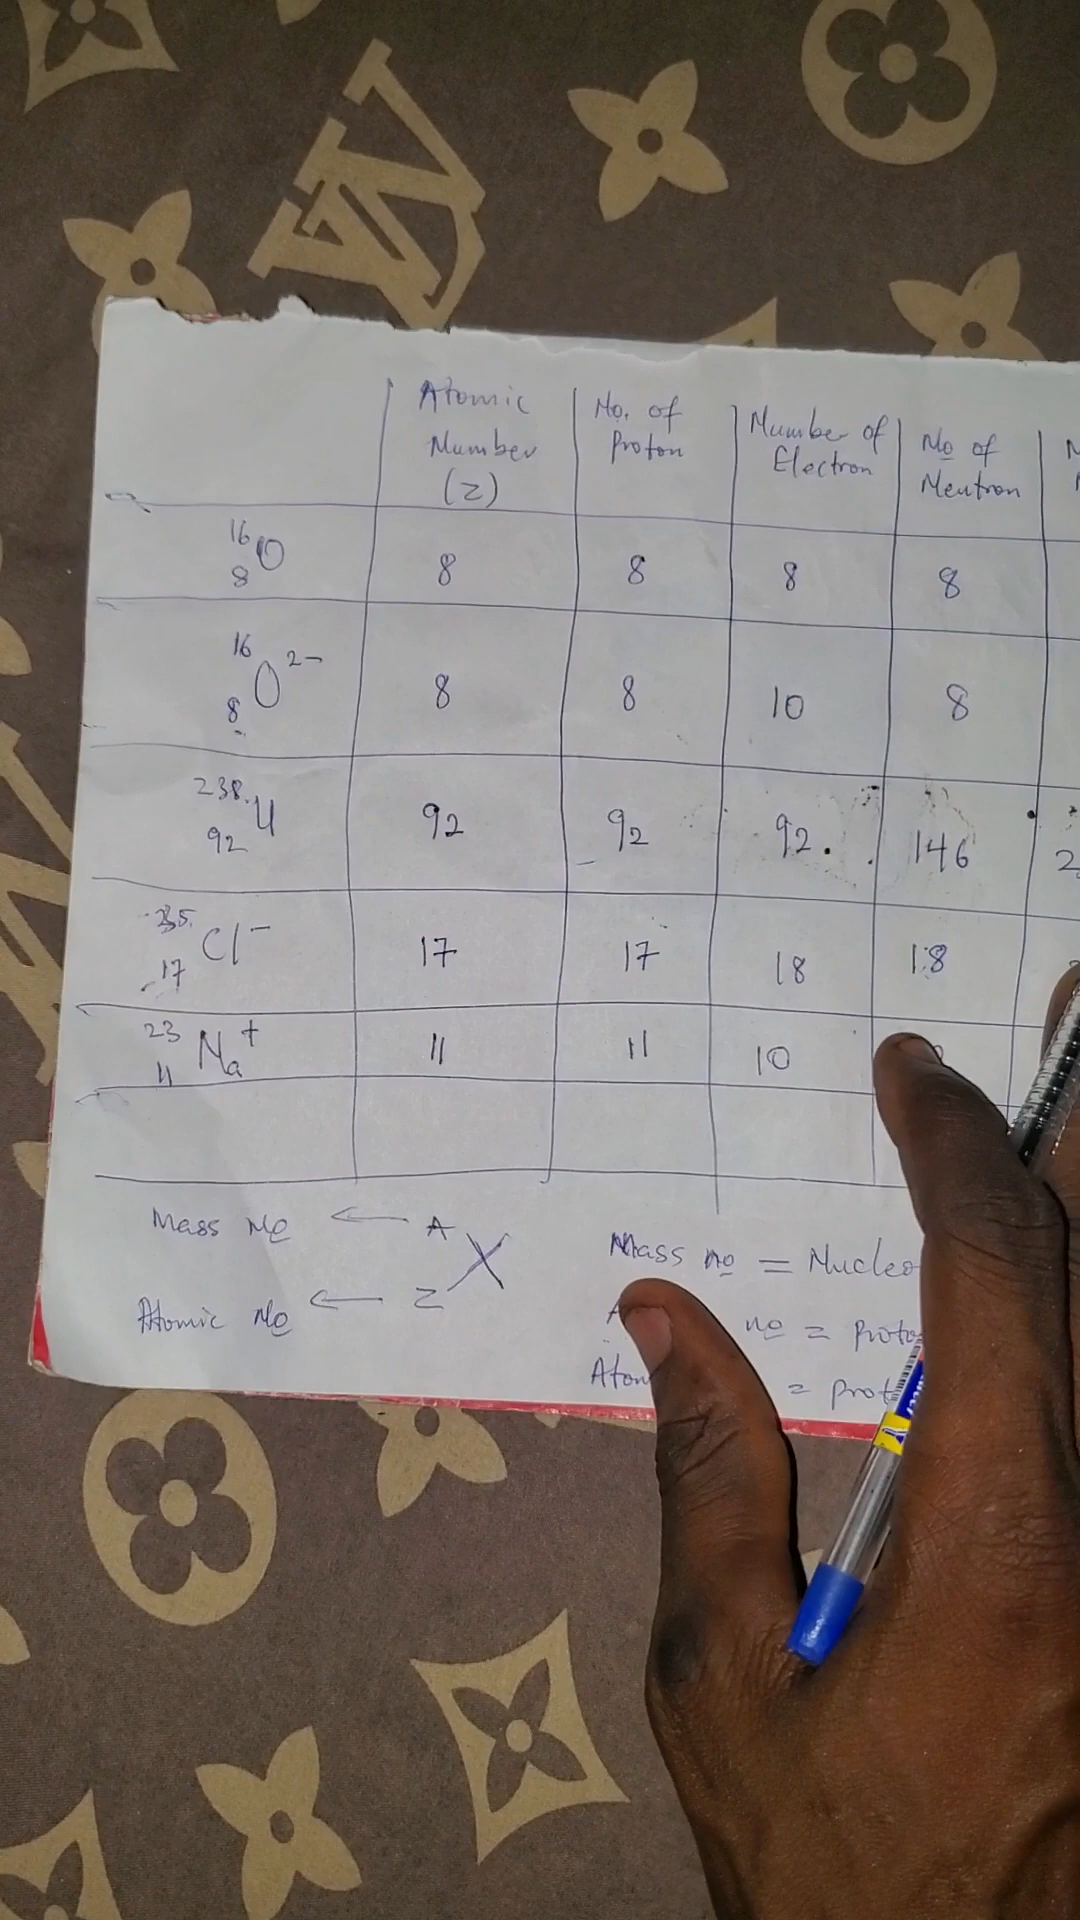 Atomic Number (Z) No. of Proton Number of Electron No of Neutron
16 8 O 8 8 8 8
16 8 O 2- 8 8 10 8
238 92 U 92 92 92 146
35 17 Cl - 17 17 18 18
23 11 Na + 11 11 10
Mass No ← A X
Atomic No ← Z
Mass no = Nucleo
no = proto
Atom = prot